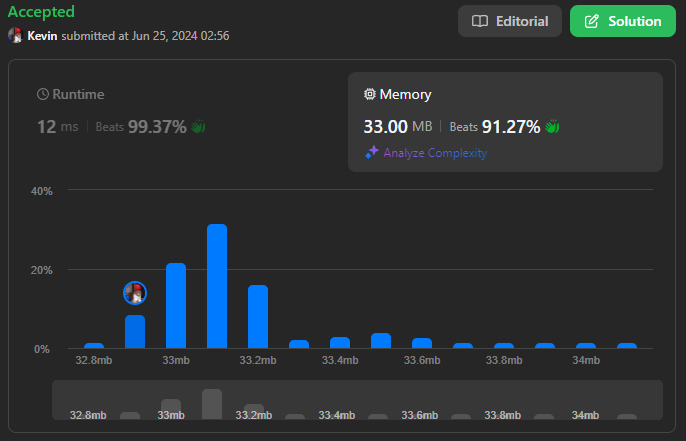 Accepted
Kevin submitted at Jun 25, 2024 02:56
Editorial
Solution
Runtime
12 ms Beats 99.37%
Memory
33.00 MB Beats 91.27%
Analyze Complexity
40%
20%
0%
32.8mb 33mb 33.2mb 33.4mb 33.6mb 33.8mb 34mb
32.8mb 33mb 33.2mb 33.4mb 33.6mb 33.8mb 34mb